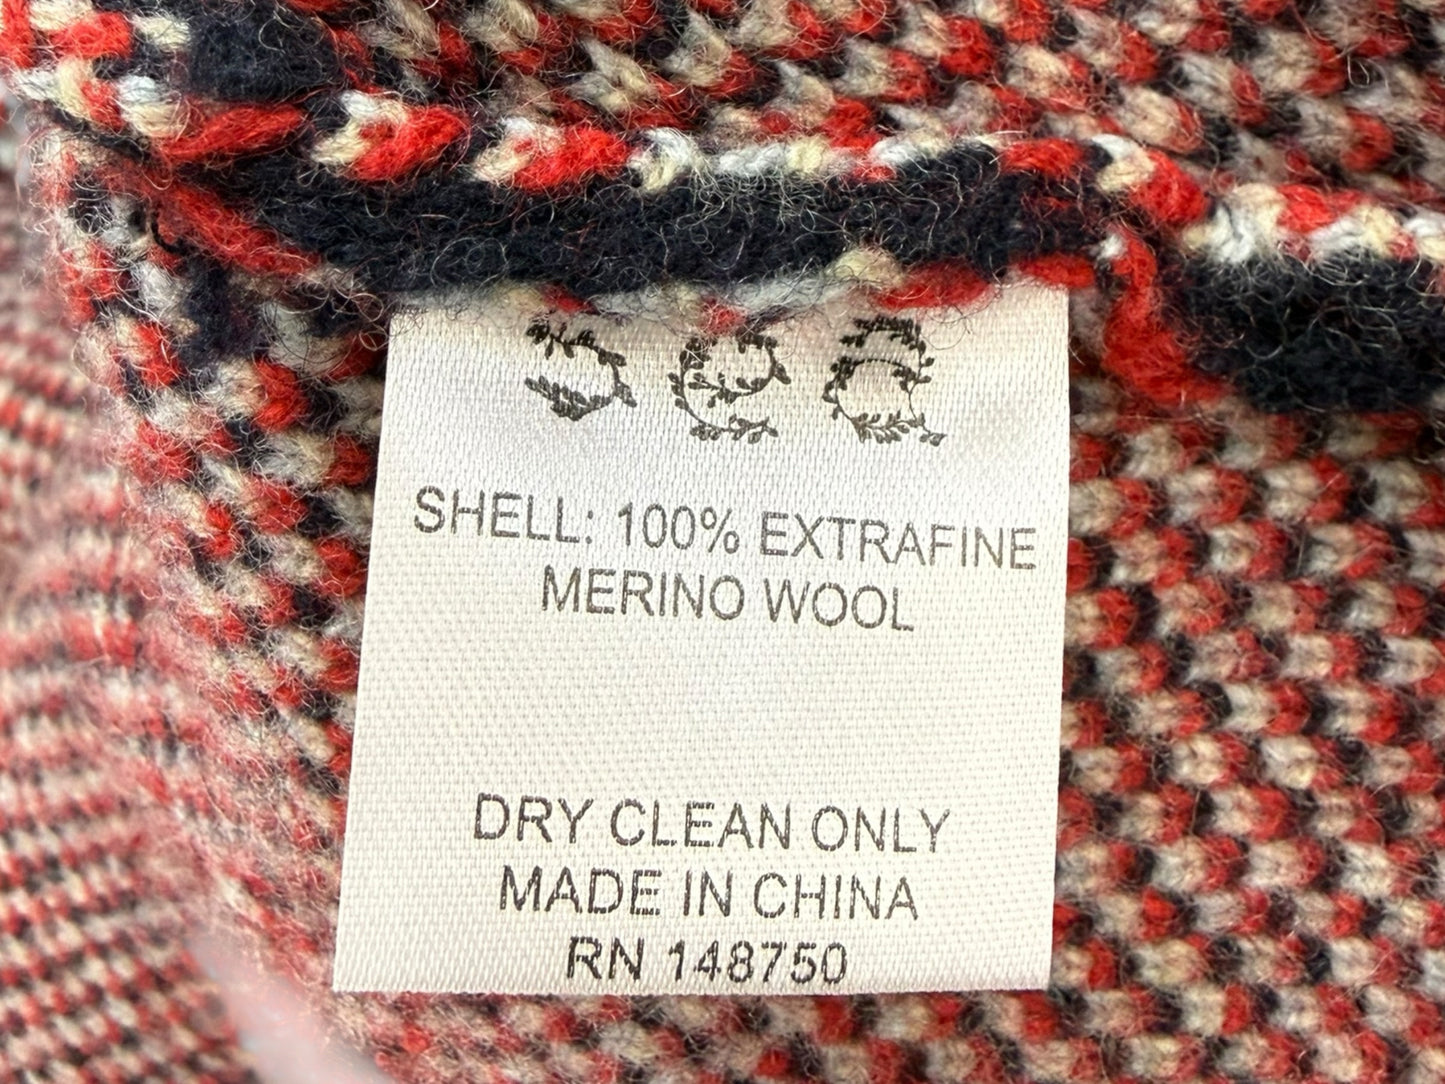 SHELL: 100% EXTRAFINE
MERINO WOOL
DRY CLEAN ONLY
MADE IN CHINA
RN 148750